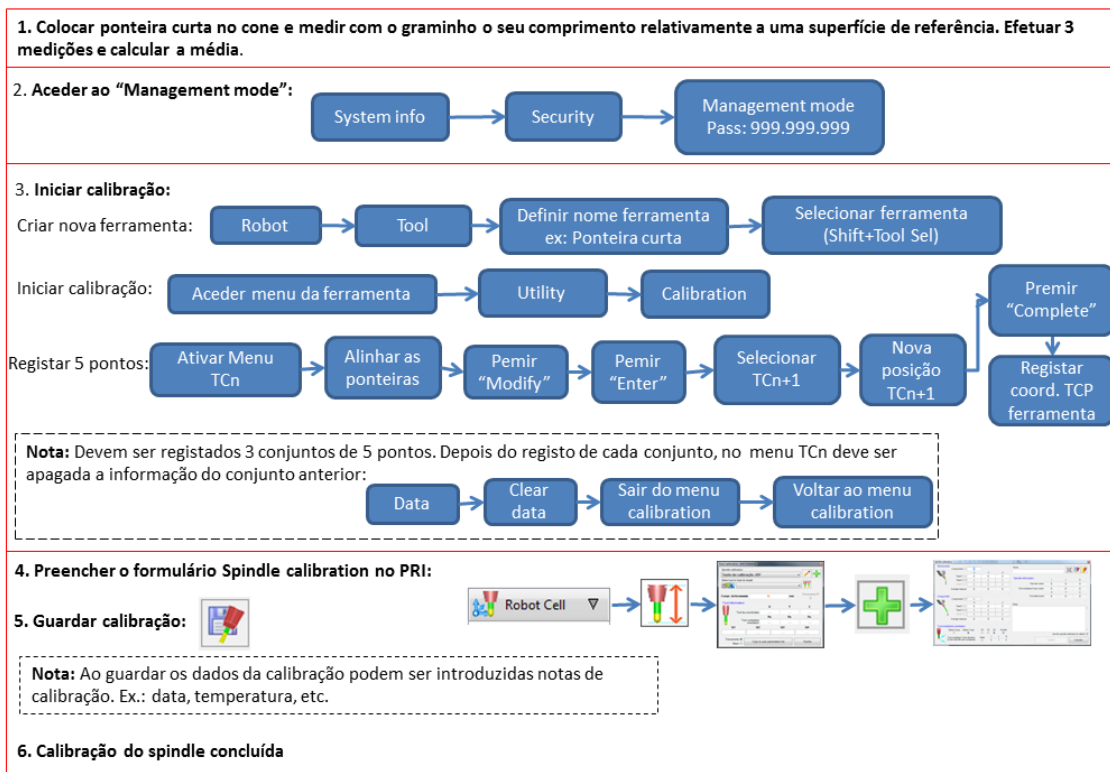 1. Colocar ponteira curta no cone e medir com o graminho o seu comprimento relativamente a uma superfície de referência. Efetuar 3
medições e calcular a média.
2. Aceder ao “Management mode”:
System info
Security
Management mode
Pass: 999.999.999
3. Iniciar calibração:
Criar nova ferramenta:
Robot
Tool
Definir nome ferramenta
ex: Ponteira curta
Selecionar ferramenta
(Shift+Tool Sel)
Iniciar calibração:
Aceder menu da ferramenta
Utility
Calibration
Registar 5 pontos:
Ativar Menu
TCn
Alinhar as
ponteiras
Pemir
“Modify”
Pemir
“Enter”
Selecionar
TCn+1
Nova
posição
TCn+1
Premir
“Complete”
Registar
coord. TCP
ferramenta
Nota: Devem ser registados 3 conjuntos de 5 pontos. Depois do registo de cada conjunto, no menu TCn deve ser
apagada a informação do conjunto anterior:
Data
Clear
data
Sair do menu
calibration
Voltar ao menu
calibration
4. Preencher o formulário Spindle calibration no PRI:
Robot Cell
5. Guardar calibração:
Nota: Ao guardar os dados da calibração podem ser introduzidas notas de
calibração. Ex.: data, temperatura, etc.
6. Calibração do spindle concluída